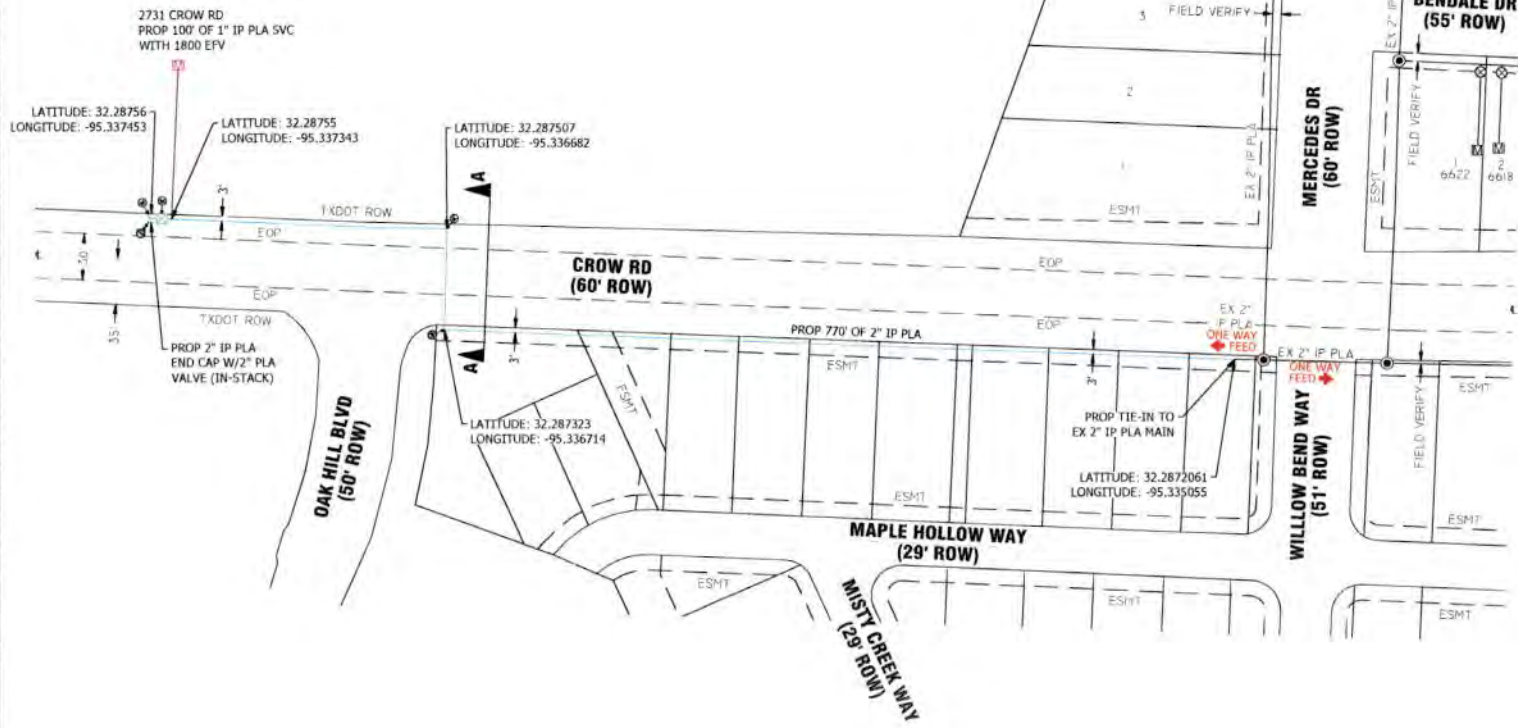 2731 CROW RD
PROP 100' OF 1" IP PLA SVC
WITH 1800 EFV
M
LATITUDE: 32.28756
LONGITUDE: -95.337453
LATITUDE: 32.28755
LONGITUDE: -95.337343
LATITUDE: 32.287507
LONGITUDE: -95.336682
3'
TXDOT ROW
EOP
A
30'
CROW RD
(60' ROW)
EOP
EOP
TXDOT ROW
35'
PROP 2" IP PLA
END CAP W/2" PLA
VALVE (IN-STACK)
A
3'
PROP 770' OF 2" IP PLA
EOP
3'
EX 2"
IP PLA
ONE WAY
FEED
EX 2" IP PLA
ONE WAY
FEED
3
FIELD VERIFY
2
1
EX 2" IP PLA
ESMT
MERCEDES DR
(60' ROW)
EX 2" IP
BENDALE DR
(55' ROW)
FIELD VERIFY
ESMT
M
M
1
6622
2
6618
OAK HILL BLVD
(50' ROW)
LATITUDE: 32.287323
LONGITUDE: -95.336714
ESMT
ESMT
PROP TIE-IN TO
EX 2" IP PLA MAIN
LATITUDE: 32.2872061
LONGITUDE: -95.335055
ESMT
MAPLE HOLLOW WAY
(29' ROW)
WILLLOW BEND WAY
(51' ROW)
FIELD VERIFY
ESMT
ESMT
ESMT
MISTY CREEK WAY
(29' ROW)
ESMT
ESMT